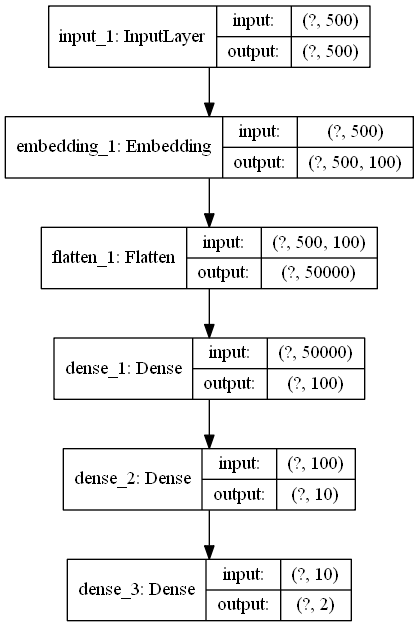 input_1: InputLayer
input: (?, 500)
output: (?, 500)
embedding_1: Embedding
input: (?, 500)
output: (?, 500, 100)
flatten_1: Flatten
input: (?, 500, 100)
output: (?, 50000)
dense_1: Dense
input: (?, 50000)
output: (?, 100)
dense_2: Dense
input: (?, 100)
output: (?, 10)
dense_3: Dense
input: (?, 10)
output: (?, 2)